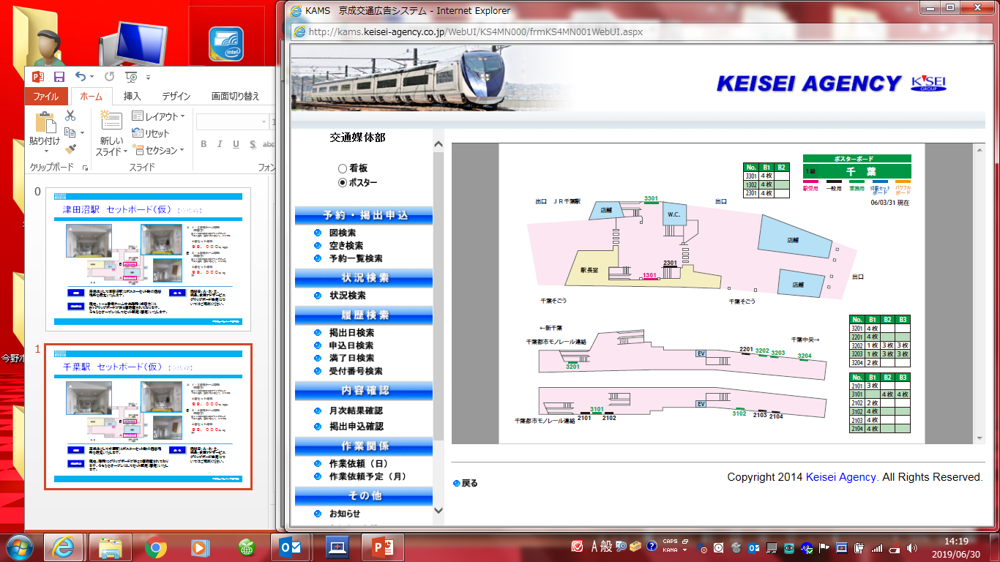 KAMS 京成交通広告システム - Internet Explorer
http://kams.keisei-agency.co.jp/WebUI/KS4MN000/frmKS4MN001WebUI.aspx
intel
ファイル
ホーム
挿入
デザイン
画面切り替え
貼り付け
新しい
スライド
レイアウト
リセット
セクション
B I U S abc
クリップボード
スライド
フォン
0
津田沼駅 セットボード(仮)
1
千葉駅 セットボード(仮)
KEISEI AGENCY
K'SEI
GROUP
交通媒体部
看板
ポスター
予約・掲出申込
図検索
空き検索
予約一覧検索
状況検索
状況検索
履歴検索
掲出日検索
申込日検索
満了日検索
受付番号検索
内容確認
月次結果確認
掲出申込確認
作業関係
作業依頼(日)
作業依頼予定(月)
その他
お知らせ
No. B1 B2
3301 4枚
1302 4枚
2301 4枚
ポスターボード
1級 千葉
駅受用 一般用 業務用 10駅セットボード パワフルボード
06/03/31 現在
出口 JR千葉駅
3301
出口
店舗
W.C.
店舗
駅長室
2301
1301
店舗
出口
千葉そごう
千葉そごう
←新千葉
千葉都市モノレール連絡
千葉中央→
EV
2201 3202 3203 3204
3201
No. B1 B2 B3
3201 4枚
2201 4枚
3202 1枚 3枚 3枚
3203 1枚 3枚 3枚
3204 2枚
No. B1 B2 B3
2101 3枚
3101 4枚 4枚
2102 2枚
3102 4枚
2103 4枚
2104 4枚
EV
3101
2101 2102
3102 2103 2104
千葉都市モノレール連絡
戻る
Copyright 2014 Keisei Agency. All Rights Reserved.
A 般
CAPS
KANA
14:19
2019/06/30